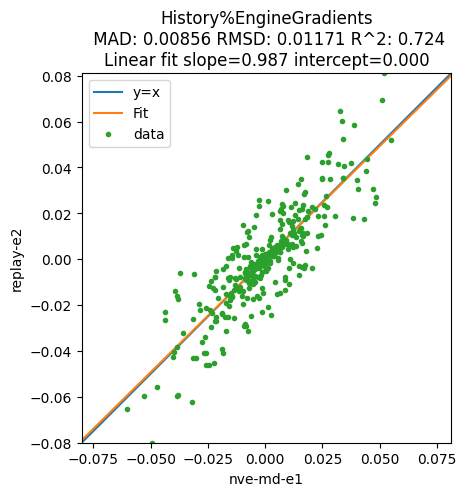 History%EngineGradients
MAD: 0.00856 RMSD: 0.01171 R^2: 0.724
Linear fit slope=0.987 intercept=0.000
0.08
0.06
0.04
0.02
0.00
−0.02
−0.04
−0.06
−0.08
replay-e2
y=x
Fit
data
−0.075 −0.050 −0.025 0.000 0.025 0.050 0.075
nve-md-e1